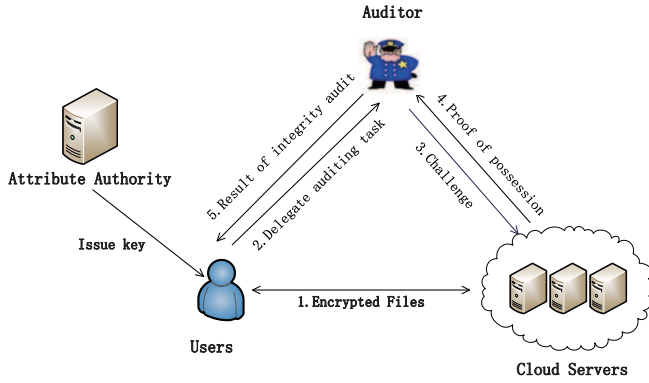 Auditor
5.Result of integrity audit
2.Delegate auditing task
4.Proof of possession
3.Challenge
Attribute Authority
Issue key
1.Encrypted Files
Users
Cloud Servers